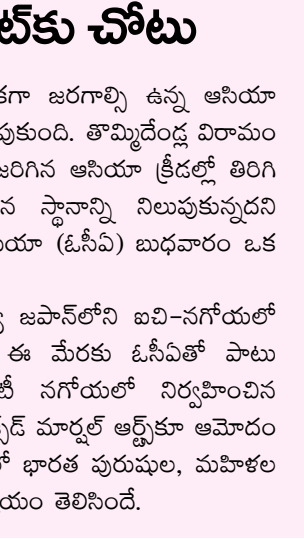 చోటు
జరగాల్సి ఉన్న ఆసియా
తొమ్మిదేండ్ల విరామం
జరిగిన ఆసియా క్రీడల్లో తిరిగి
స్థానాన్ని నిలుపుకున్నదని
(ఓసీఏ) బుధవారం ఒక
జపాన్‌లోని ఐచి-నగోయలో
ఈ మేరకు ఓసీఏతో పాటు
నగోయలో నిర్వహించిన
మార్షల్ ఆర్ట్స్‌కూ ఆమోదం
భారత పురుషుల, మహిళల
తెలిసిందే.